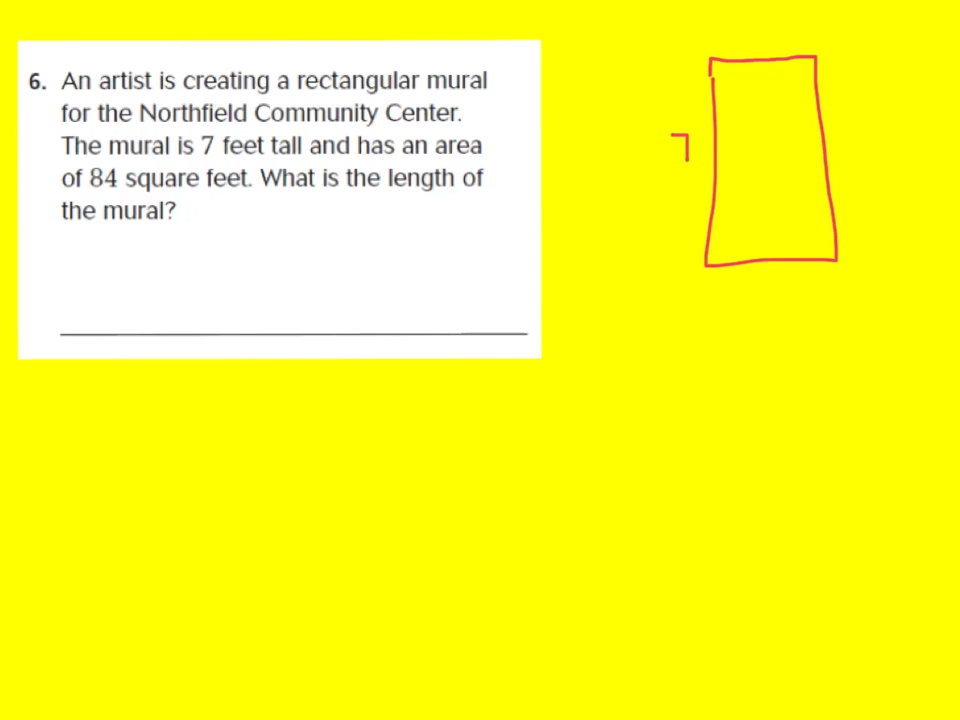 6. An artist is creating a rectangular mural
for the Northfield Community Center.
The mural is 7 feet tall and has an area
of 84 square feet. What is the length of
the mural?
7